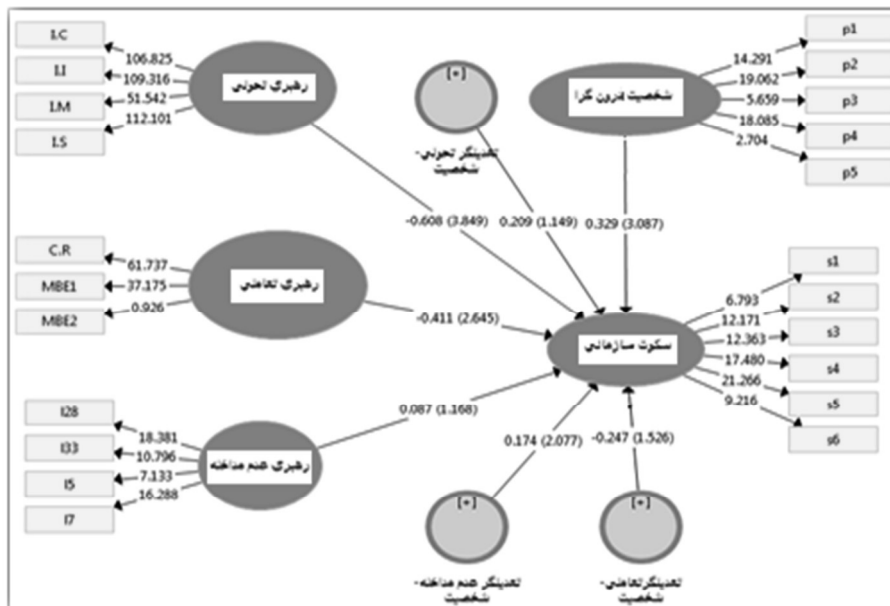 I.C
I.I
I.M
I.S
106.825
109.316
51.542
112.101
رهبری تحولی
[+]
تعدیلگر تحولی-
شخصیت
شخصیت درون گرا
14.291
19.062
5.659
18.085
2.704
p1
p2
p3
p4
p5
-0.608 (3.849)
0.209 (1.149)
0.329 (3.087)
C.R
MBE1
MBE2
61.737
37.175
0.926
رهبری تعاملی
-0.411 (2.645)
سکوت سازمانی
6.793
12.171
12.363
17.480
21.266
9.216
s1
s2
s3
s4
s5
s6
I28
I33
I5
I7
18.381
10.796
7.133
16.288
رهبری عدم مداخله
0.087 (1.168)
0.174 (2.077)
-0.247 (1.526)
[+]
تعدیلگر عدم مداخله-
شخصیت
[+]
تعدیلگرتعاملی-
شخصیت